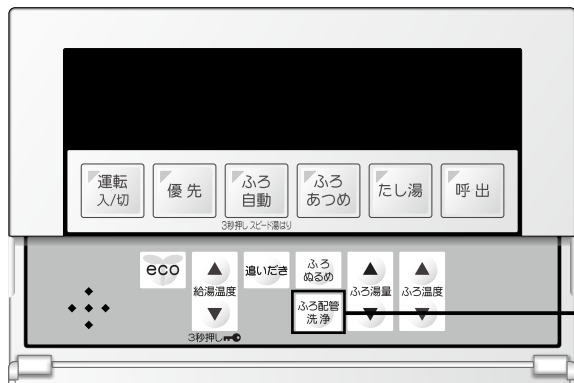 運転
入/切
優先
ふろ
自動
ふろ
あつめ
たし湯
呼出
3秒押しスピード湯はり
eco
給湯温度
3秒押し
追いだき
ふろ
ぬるめ
ふろ配管
洗浄
ふろ湯量
ふろ温度